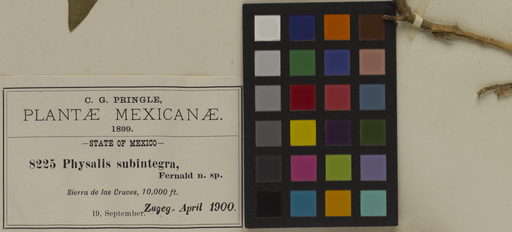 C. G. PRINGLE,
PLANTÆ MEXICANÆ.
1899.
—STATE OF MEXICO—
8225 Physalis subintegra,
Fernald n. sp.
Sierra de las Cruces, 10,000 ft.
19, September.
April 1900.